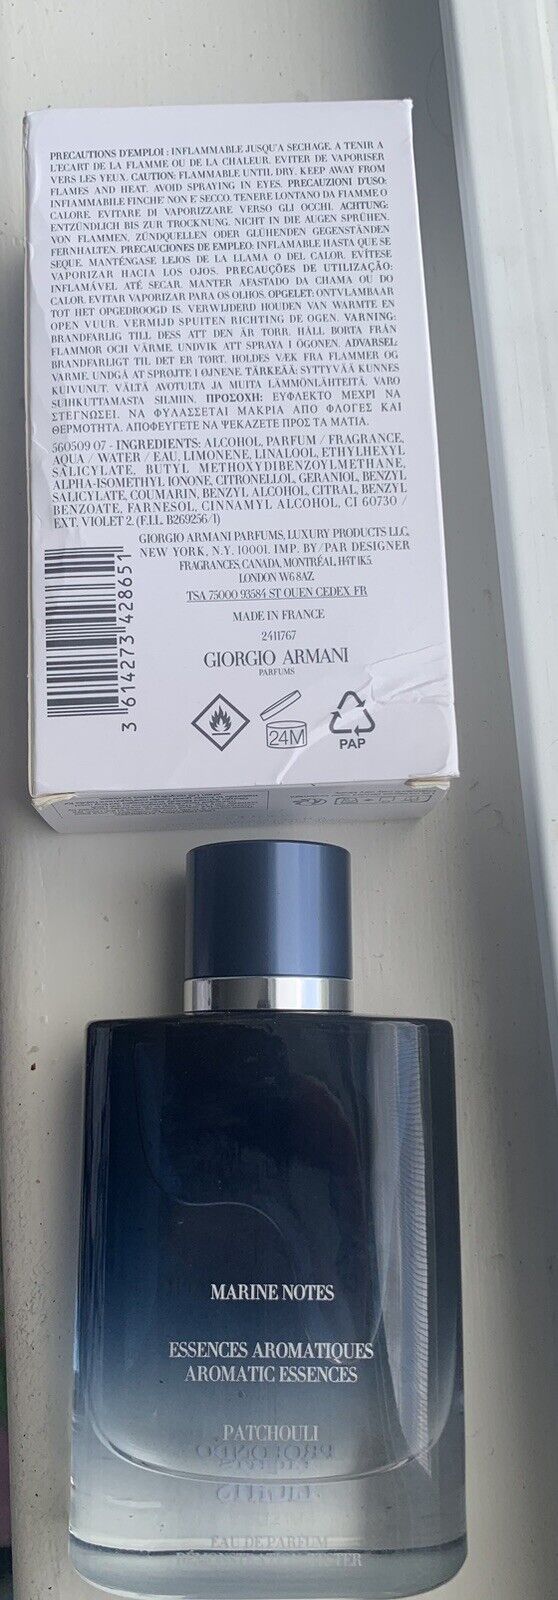 PRECAUTIONS D'EMPLOI : INFLAMMABLE JUSQU'A SECHAGE. A TENIR A
L'ECART DE LA FLAMME OU DE LA CHALEUR. EVITER DE VAPORISER
VERS LES YEUX. CAUTION: FLAMMABLE UNTIL DRY. KEEP AWAY FROM
FLAMES AND HEAT. AVOID SPRAYING IN EYES. PRECAUZIONI D'USO:
INFIAMMABILE FINCHE' NON E' SECCO. TENERE LONTANO DA FIAMME O
CALORE. EVITARE DI VAPORIZZARE VERSO GLI OCCHI. ACHTUNG:
ENTZÜNDLICH BIS ZUR TROCKNUNG. NICHT IN DIE AUGEN SPRÜHEN.
VON FLAMMEN, ZÜNDQUELLEN ODER GLÜHENDEN GEGENSTÄNDEN
FERNHALTEN. PRECAUCIONES DE EMPLEO: INFLAMABLE HASTA QUE SE
SEQUE. MANTÉNGASE LEJOS DE LA LLAMA O DEL CALOR. EVÍTESE
VAPORIZAR HACIA LOS OJOS. PRECAUÇÕES DE UTILIZAÇÃO:
INFLAMÁVEL ATÉ SECAR. MANTER AFASTADO DA CHAMA OU DO
CALOR. EVITAR VAPORIZAR PARA OS OLHOS. OPGELET: ONTVLAMBAAR
TOT HET OPGEDROOGD IS. VERWIJDERD HOUDEN VAN WARMTE EN
OPEN VUUR. VERMIJD SPUITEN RICHTING DE OGEN. VARNING:
BRANDFARLIG TILL DESS ATT DEN ÄR TORR. HÅLL BORTA FRÅN
FLAMMOR OCH VÄRME. UNDVIK ATT SPRAYA I ÖGONEN. ADVARSEL:
BRANDFARLIGT TIL DET ER TØRT. HOLDES VÆK FRA FLAMMER OG
VARME. UNDGÅ AT SPRØJTE I ØJNENE. TÄRKEÄÄ: SYTTYVÄÄ KUNNES
KUIVUNUT. VÄLTÄ AVOTULTA JA MUITA LÄMMÖNLÄHTEITÄ. VARO
SUIHKUTTAMASTA SILMIIN. ΠΡΟΣΟΧΗ: ΕΥΦΛΕΚΤΟ ΜΕΧΡΙ ΝΑ
ΣΤΕΓΝΩΣΕΙ. ΝΑ ΦΥΛΑΣΣΕΤΑΙ ΜΑΚΡΙΑ ΑΠΟ ΦΛΟΓΕΣ ΚΑΙ
ΘΕΡΜΟΤΗΤΑ. ΑΠΟΦΕΥΓΕΤΕ ΝΑ ΨΕΚΑΖΕΤΕ ΠΡΟΣ ΤΑ ΜΑΤΙΑ.
560509 07 - INGREDIENTS: ALCOHOL, PARFUM / FRAGRANCE,
AQUA / WATER / EAU, LIMONENE, LINALOOL, ETHYLHEXYL
SALICYLATE, BUTYL METHOXYDIBENZOYLMETHANE,
ALPHA-ISOMETHYL IONONE, CITRONELLOL, GERANIOL, BENZYL
SALICYLATE, COUMARIN, BENZYL ALCOHOL, CITRAL, BENZYL
BENZOATE, FARNESOL, CINNAMYL ALCOHOL, CI 60730 /
EXT. VIOLET 2. (F.I.L. B269256/1)
GIORGIO ARMANI PARFUMS, LUXURY PRODUCTS LLC,
NEW YORK, N.Y. 10001. IMP. BY/PAR DESIGNER
FRAGRANCES, CANADA, MONTRÉAL, H4T 1K5.
LONDON W6 8AZ.
TSA 75000 93584 ST OUEN CEDEX FR
MADE IN FRANCE
2411767
GIORGIO ARMANI
PARFUMS
3 614273 428651
24M
PAP
MARINE NOTES
ESSENCES AROMATIQUES
AROMATIC ESSENCES
PATCHOULI
EAU DE PARFUM